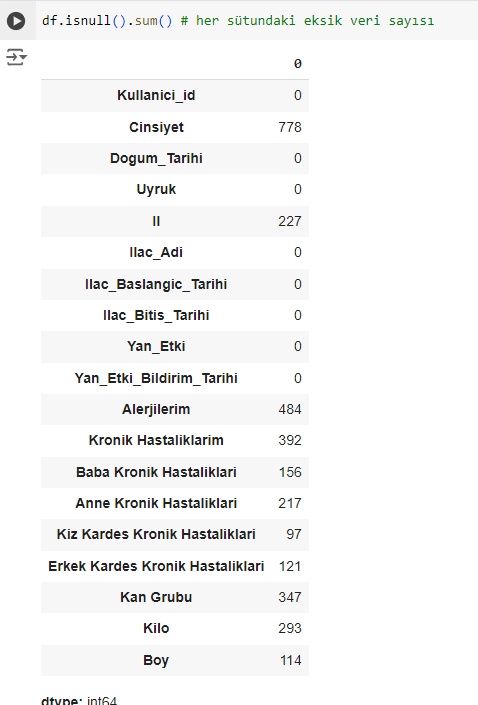 df.isnull().sum() # her sütundaki eksik veri sayısı
0
Kullanici_id 0
Cinsiyet 778
Dogum_Tarihi 0
Uyruk 0
Il 227
Ilac_Adi 0
Ilac_Baslangic_Tarihi 0
Ilac_Bitis_Tarihi 0
Yan_Etki 0
Yan_Etki_Bildirim_Tarihi 0
Alerjilerim 484
Kronik Hastaliklarim 392
Baba Kronik Hastaliklari 156
Anne Kronik Hastaliklari 217
Kiz Kardes Kronik Hastaliklari 97
Erkek Kardes Kronik Hastaliklari 121
Kan Grubu 347
Kilo 293
Boy 114
dtype: int64